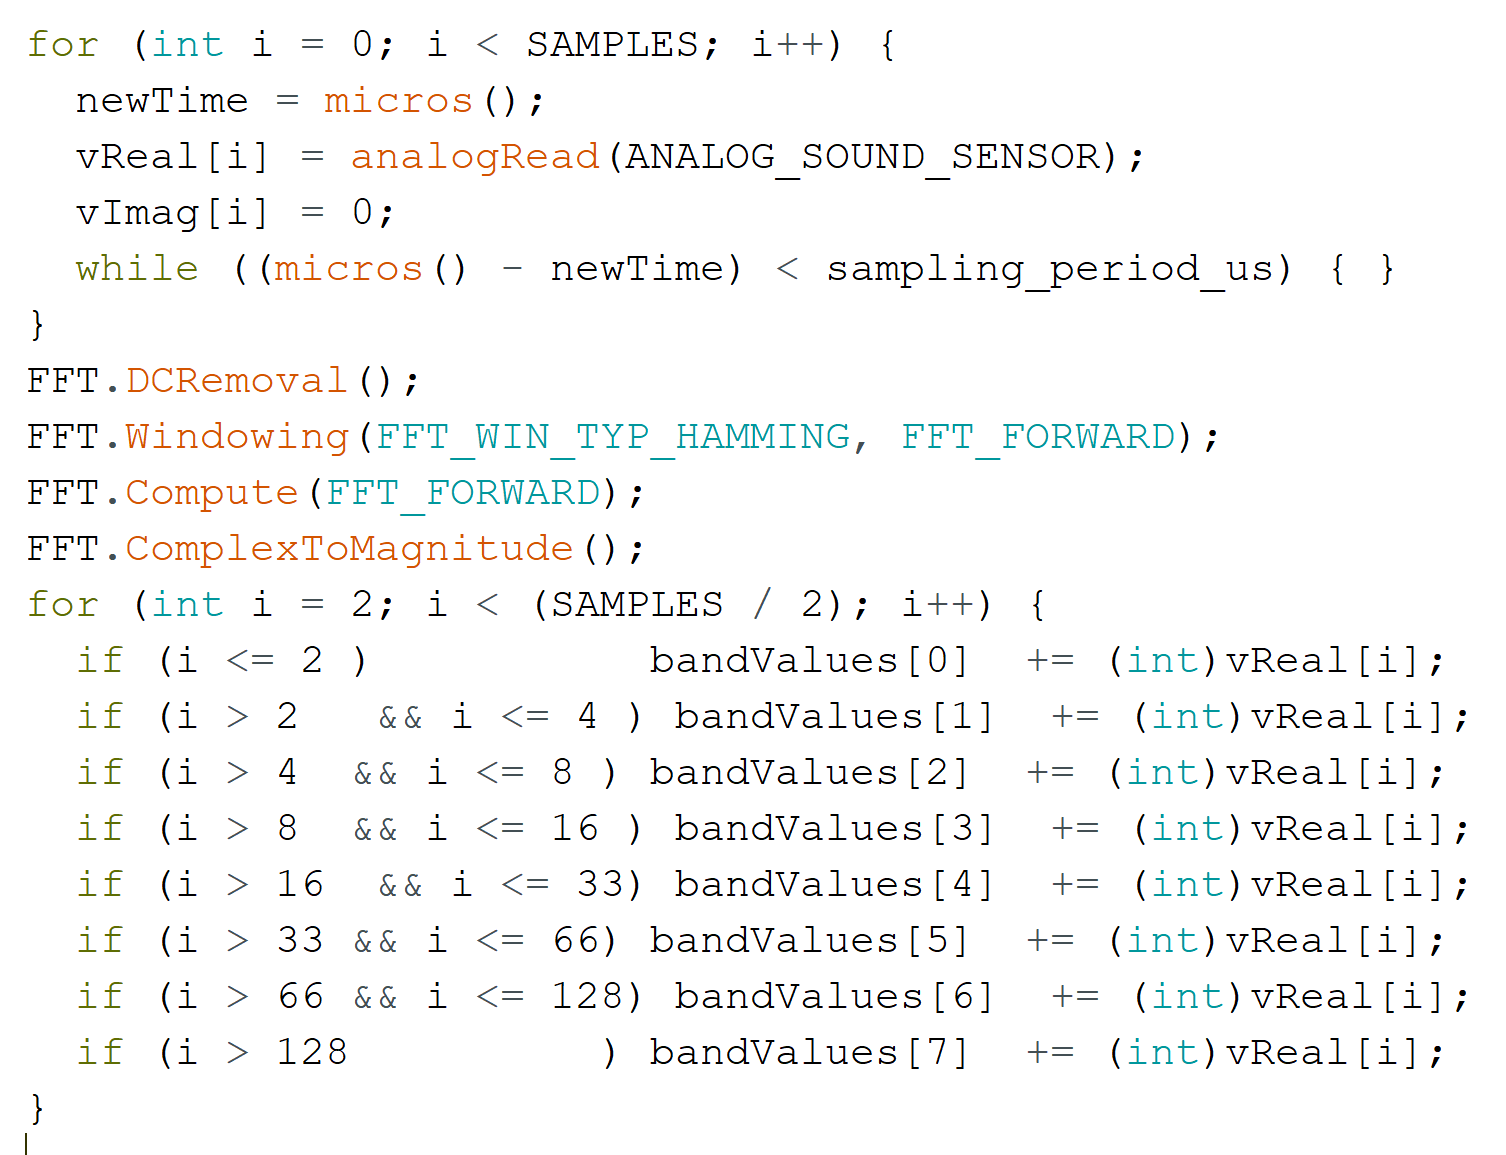 for (int i = 0; i < SAMPLES; i++) {
  newTime = micros();
  vReal[i] = analogRead(ANALOG_SOUND_SENSOR);
  vImag[i] = 0;
  while ((micros() - newTime) < sampling_period_us) { }
}
FFT.DCRemoval();
FFT.Windowing(FFT_WIN_TYP_HAMMING, FFT_FORWARD);
FFT.Compute(FFT_FORWARD);
FFT.ComplexToMagnitude();
for (int i = 2; i < (SAMPLES / 2); i++) {
  if (i <= 2 )           bandValues[0]  += (int)vReal[i];
  if (i > 2   && i <= 4 ) bandValues[1]  += (int)vReal[i];
  if (i > 4  && i <= 8 ) bandValues[2]  += (int)vReal[i];
  if (i > 8  && i <= 16 ) bandValues[3]  += (int)vReal[i];
  if (i > 16  && i <= 33) bandValues[4]  += (int)vReal[i];
  if (i > 33 && i <= 66) bandValues[5]  += (int)vReal[i];
  if (i > 66 && i <= 128) bandValues[6]  += (int)vReal[i];
  if (i > 128          ) bandValues[7]  += (int)vReal[i];
}